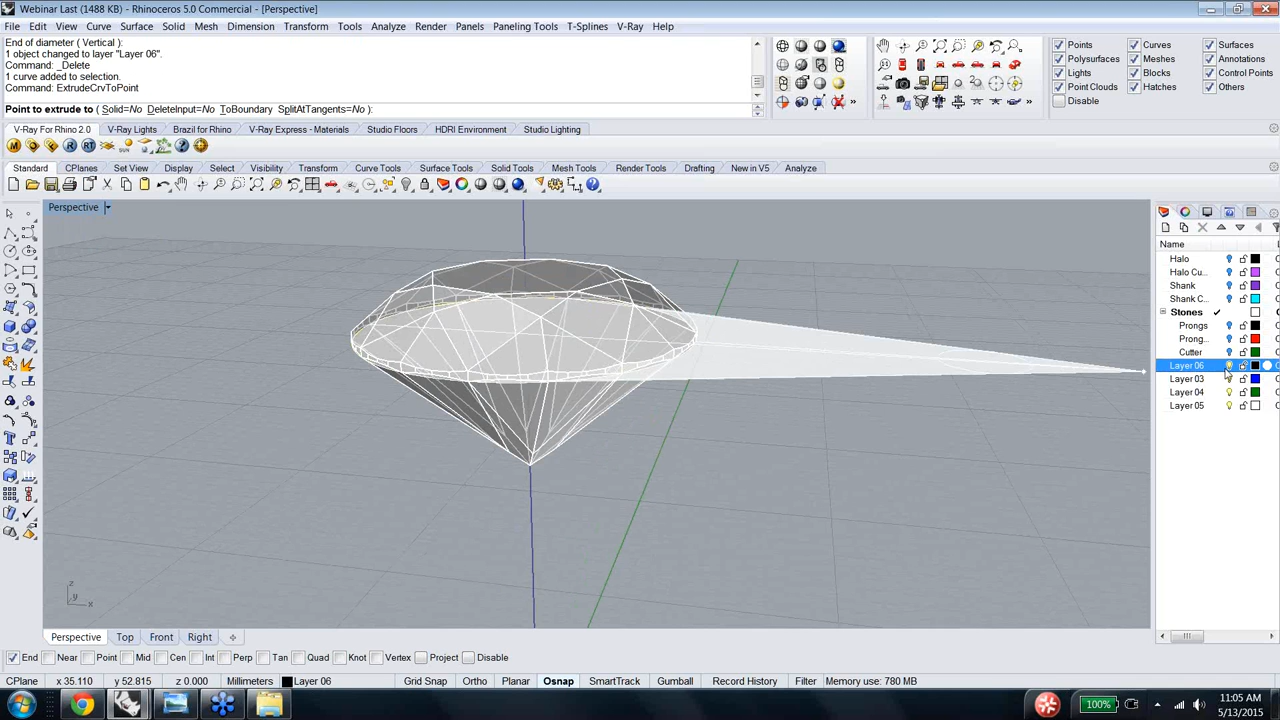 Webinar Last (1488 KB) - Rhinoceros 5.0 Commercial - [Perspective]
File Edit View Curve Surface Solid Mesh Dimension Transform Tools Analyze Render Panels Paneling Tools T-Splines V-Ray Help
End of diameter ( Vertical ):
1 object changed to layer "Layer 06".
Command: _Delete
1 curve added to selection.
Command: ExtrudeCrvToPoint
Point to extrude to ( Solid=No DeleteInput=No ToBoundary SplitAtTangents=No ):
Points Curves Surfaces
Polysurfaces Meshes Annotations
Lights Blocks Control Points
Point Clouds Hatches Others
Disable
V-Ray For Rhino 2.0 V-Ray Lights Brazil for Rhino V-Ray Express - Materials Studio Floors HDRI Environment Studio Lighting
Standard CPlanes Set View Display Select Visibility Transform Curve Tools Surface Tools Solid Tools Mesh Tools Render Tools Drafting New in V5 Analyze
Perspective
Name
Halo
Halo Cu...
Shank
Shank C...
Stones
Prongs
Prong...
Cutter
Layer 06
Layer 03
Layer 04
Layer 05
z
y
x
Perspective Top Front Right
End Near Point Mid Cen Int Perp Tan Quad Knot Vertex Project Disable
CPlane x 35.110 y 52.815 z 0.000 Millimeters Layer 06 Grid Snap Ortho Planar Osnap SmartTrack Gumball Record History Filter Memory use: 780 MB
100%
11:05 AM
5/13/2015